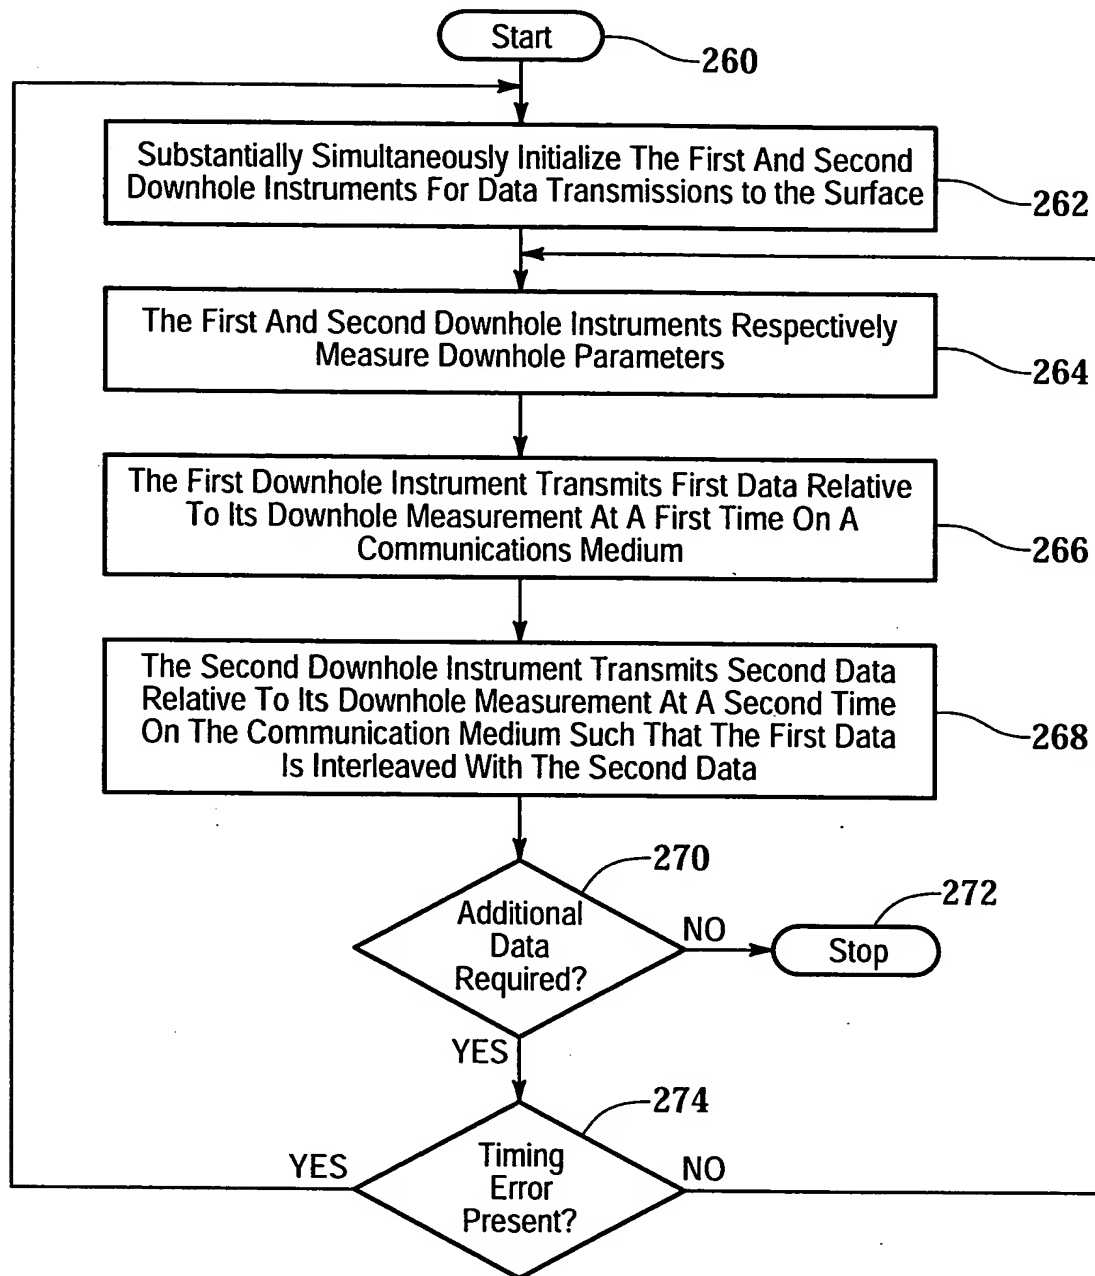 Start
260
Substantially Simultaneously Initialize The First And Second
Downhole Instruments For Data Transmissions to the Surface
262
The First And Second Downhole Instruments Respectively
Measure Downhole Parameters
264
The First Downhole Instrument Transmits First Data Relative
To Its Downhole Measurement At A First Time On A
Communications Medium
266
The Second Downhole Instrument Transmits Second Data
Relative To Its Downhole Measurement At A Second Time
On The Communication Medium Such That The First Data
Is Interleaved With The Second Data
268
270
Additional
Data
Required?
NO
272
Stop
YES
274
Timing
Error
Present?
YES
NO